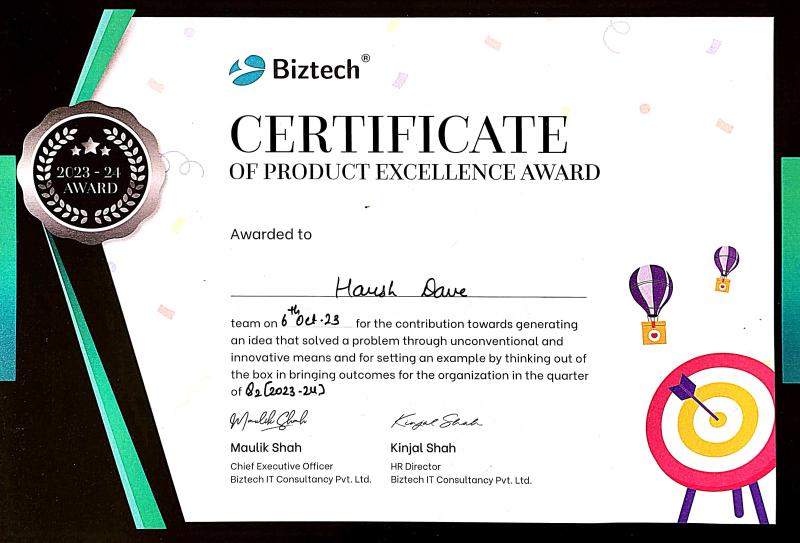 Biztech®
CERTIFICATE
OF PRODUCT EXCELLENCE AWARD
2023 - 24
AWARD
Awarded to
Harsh Dave
team on 6th Oct-23 for the contribution towards generating
an idea that solved a problem through unconventional and
innovative means and for setting an example by thinking out of
the box in bringing outcomes for the organization in the quarter
of Q2 [2023-24]
Maulik Shah
Kinjal Shah
Maulik Shah
Kinjal Shah
Chief Executive Officer
HR Director
Biztech IT Consultancy Pvt. Ltd.
Biztech IT Consultancy Pvt. Ltd.